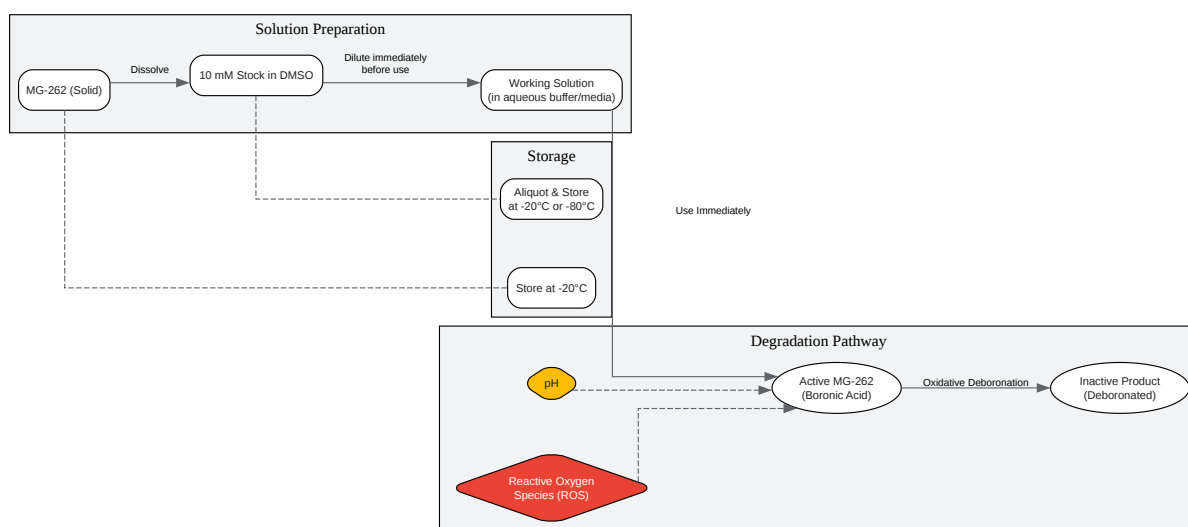 Solution Preparation
MG-262 (Solid)
Dissolve
10 mM Stock in DMSO
Dilute immediately
before use
Working Solution
(in aqueous buffer/media)
Storage
Aliquot & Store
at -20°C or -80°C
Use Immediately
Store at -20°C
Degradation Pathway
pH
Active MG-262
(Boronic Acid)
Oxidative Deboronation
Inactive Product
(Deboronated)
Reactive Oxygen
Species (ROS)